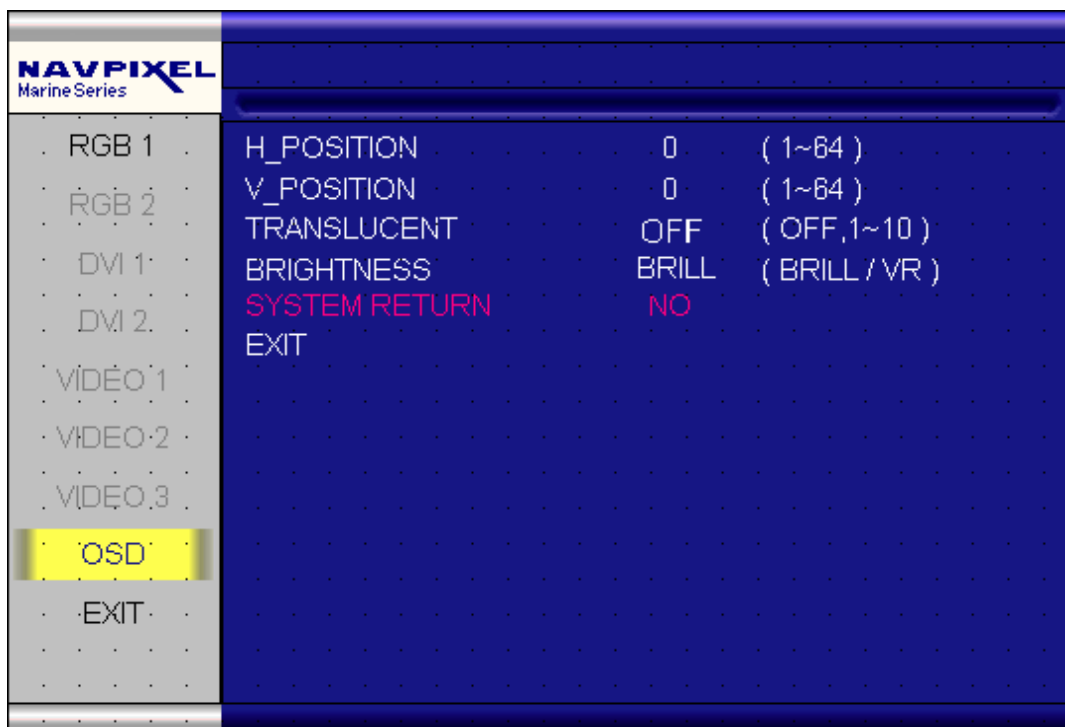 NAVPIXEL
Marine Series
RGB 1
RGB 2
DVI 1
DVI 2
VIDEO 1
VIDEO 2
VIDEO 3
OSD
EXIT
H_POSITION 0 ( 1~64 )
V_POSITION 0 ( 1~64 )
TRANSLUCENT OFF ( OFF,1~10 )
BRIGHTNESS BRILL ( BRILL / VR )
SYSTEM RETURN NO
EXIT